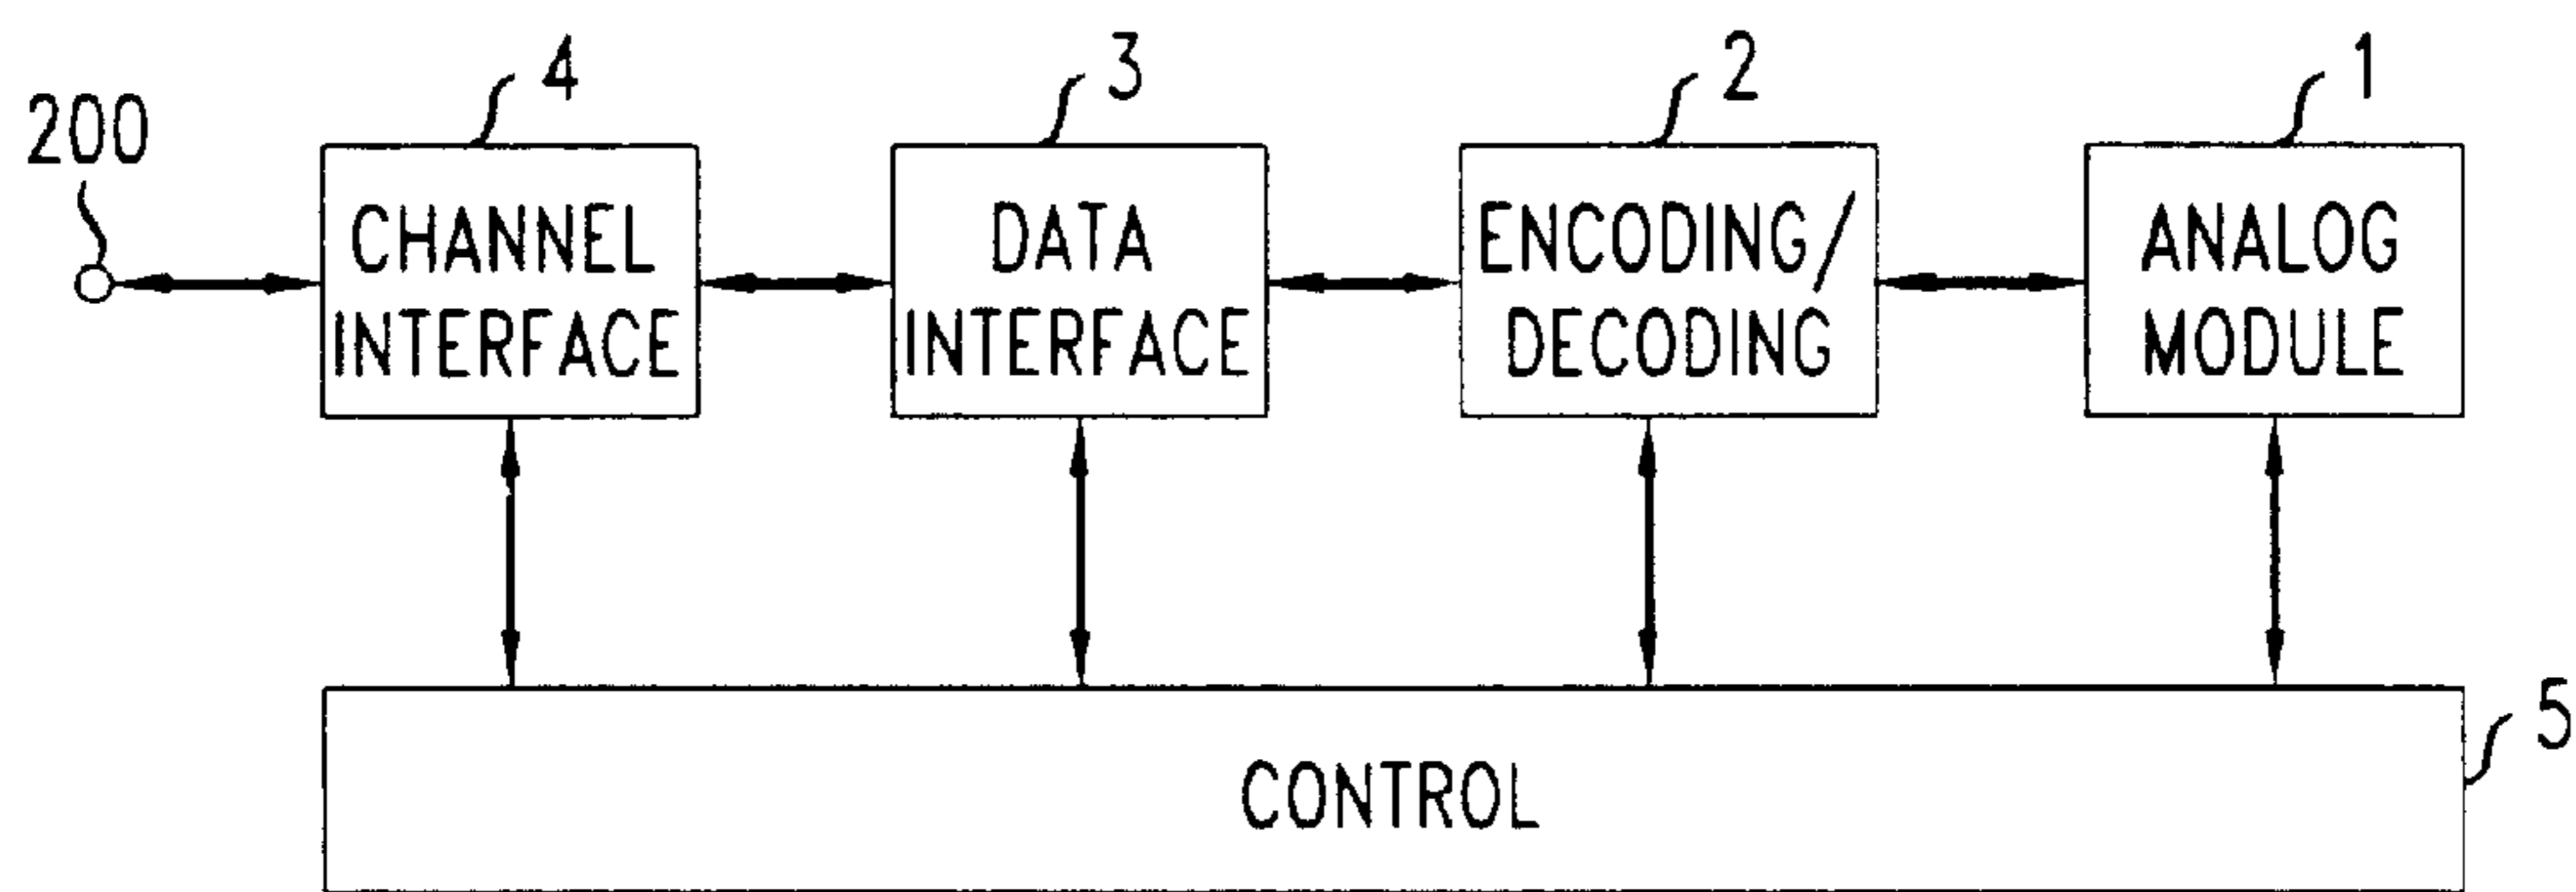 200
4
3
2
1
CHANNEL
INTERFACE
DATA
INTERFACE
ENCODING/
DECODING
ANALOG
MODULE
5
CONTROL